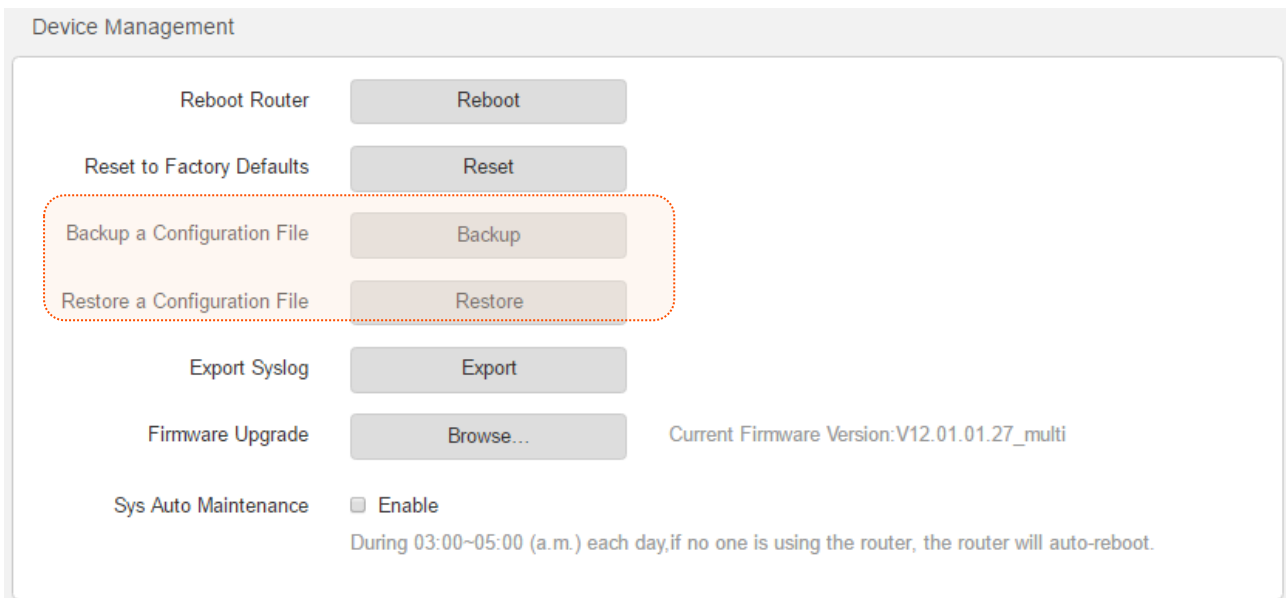 Device Management
Reboot Router Reboot
Reset to Factory Defaults Reset
Backup a Configuration File Backup
Restore a Configuration File Restore
Export Syslog Export
Firmware Upgrade Browse... Current Firmware Version:V12.01.01.27_multi
Sys Auto Maintenance Enable
During 03:00~05:00 (a.m.) each day,if no one is using the router, the router will auto-reboot.